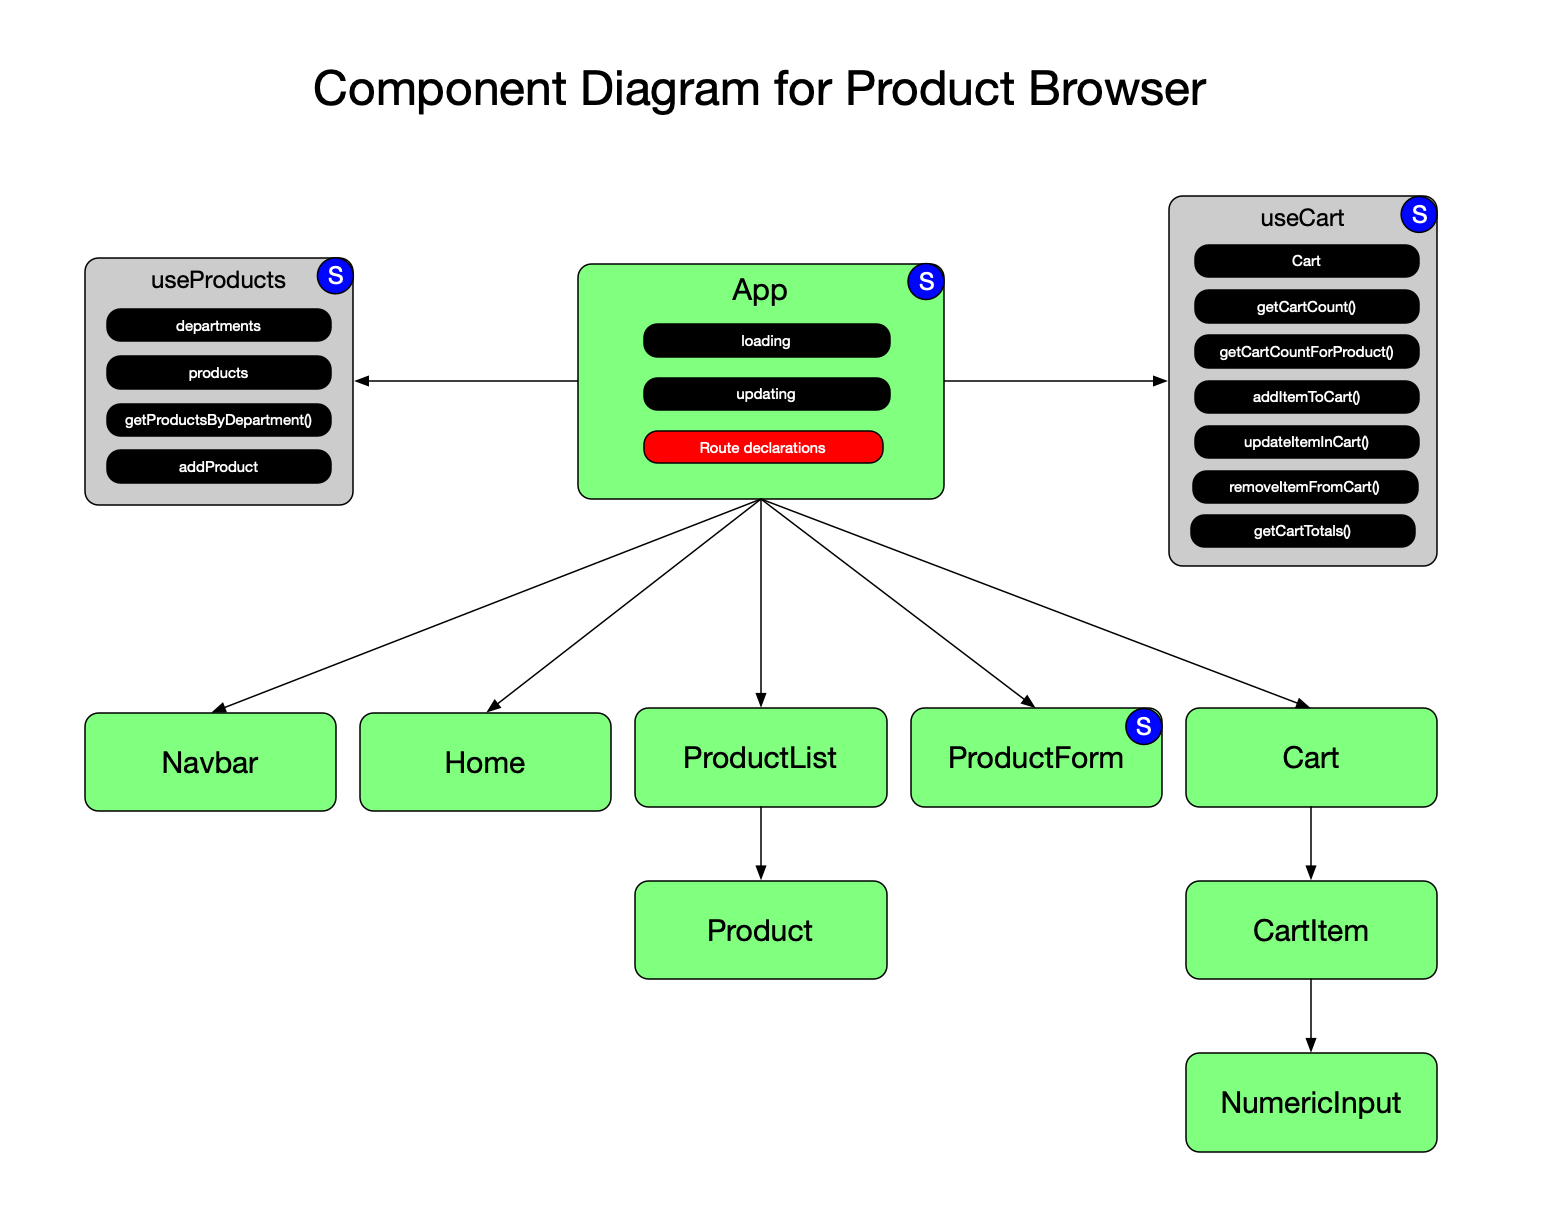 Component Diagram for Product Browser
useProducts
S
departments
products
getProductsByDepartment()
addProduct
App
S
loading
updating
Route declarations
useCart
S
Cart
getCartCount()
getCartCountForProduct()
addItemToCart()
updateItemInCart()
removeItemFromCart()
getCartTotals()
Navbar
Home
ProductList
ProductForm
S
Cart
Product
CartItem
NumericInput